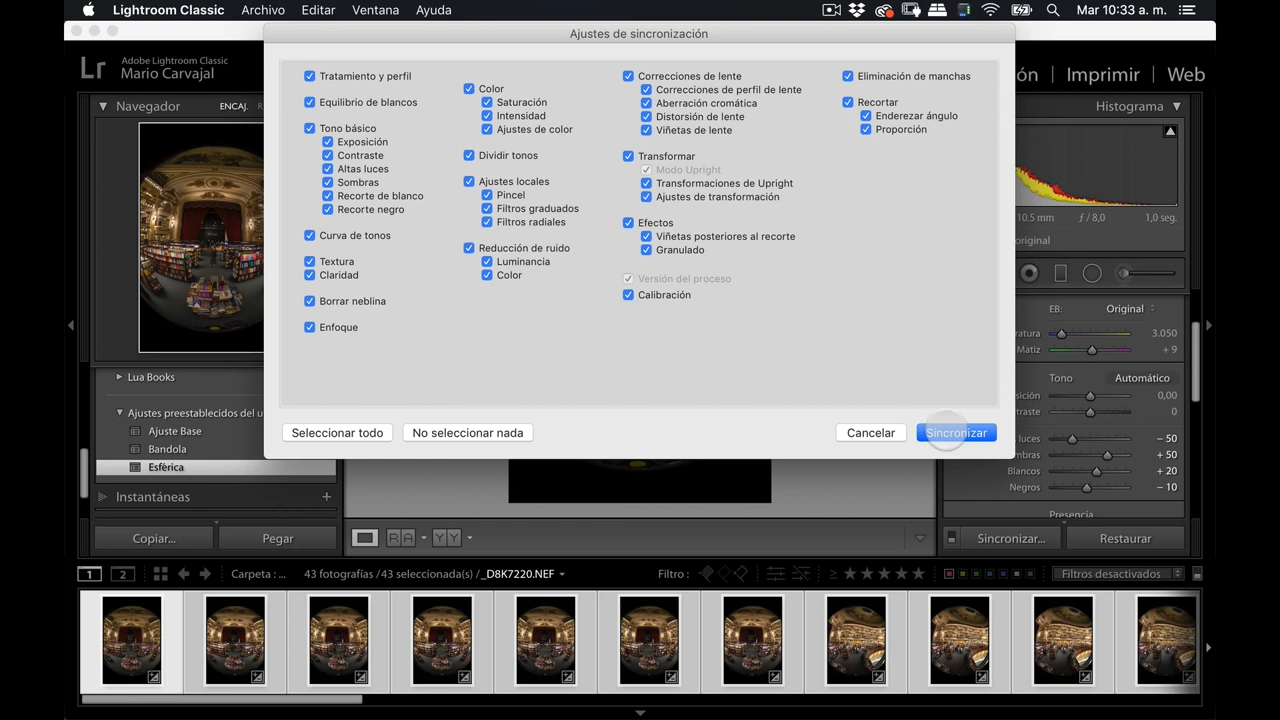 Lightroom Classic Archivo Editar Ventana Ayuda Mar 10:33 a. m.
Ajustes de sincronización
Lr Adobe Lightroom Classic
Mario Carvajal
ón | Imprimir | Web
Navegador ENCAJ.
Histograma
Tratamiento y perfil
Equilibrio de blancos
Tono básico
Exposición
Contraste
Altas luces
Sombras
Recorte de blanco
Recorte negro
Curva de tonos
Textura
Claridad
Borrar neblina
Enfoque
Color
Saturación
Intensidad
Ajustes de color
Dividir tonos
Ajustes locales
Pincel
Filtros graduados
Filtros radiales
Reducción de ruido
Luminancia
Color
Correcciones de lente
Correcciones de perfil de lente
Aberración cromática
Distorsión de lente
Viñetas de lente
Transformar
Modo Upright
Transformaciones de Upright
Ajustes de transformación
Efectos
Viñetas posteriores al recorte
Granulado
Versión del proceso
Calibración
Eliminación de manchas
Recortar
Enderezar ángulo
Proporción
Seleccionar todo No seleccionar nada Cancelar Sincronizar
10.5 mm ƒ / 8,0 1,0 seg.
original
EB: Original
ratura 3.050
Matiz + 9
Tono Automático
sición 0,00
traste 0
luces − 50
mbras + 50
Blancos + 20
Negros − 10
Presencia
Lua Books
Ajustes preestablecidos del u
Ajuste Base
Bandola
Esférica
Instantáneas +
Copiar... Pegar
R A Y Y
Sincronizar... Restaurar
1 2 Carpeta : ... 43 fotografías /43 seleccionada(s) /_D8K7220.NEF Filtro : ≥ ★★★★★ Filtros desactivados